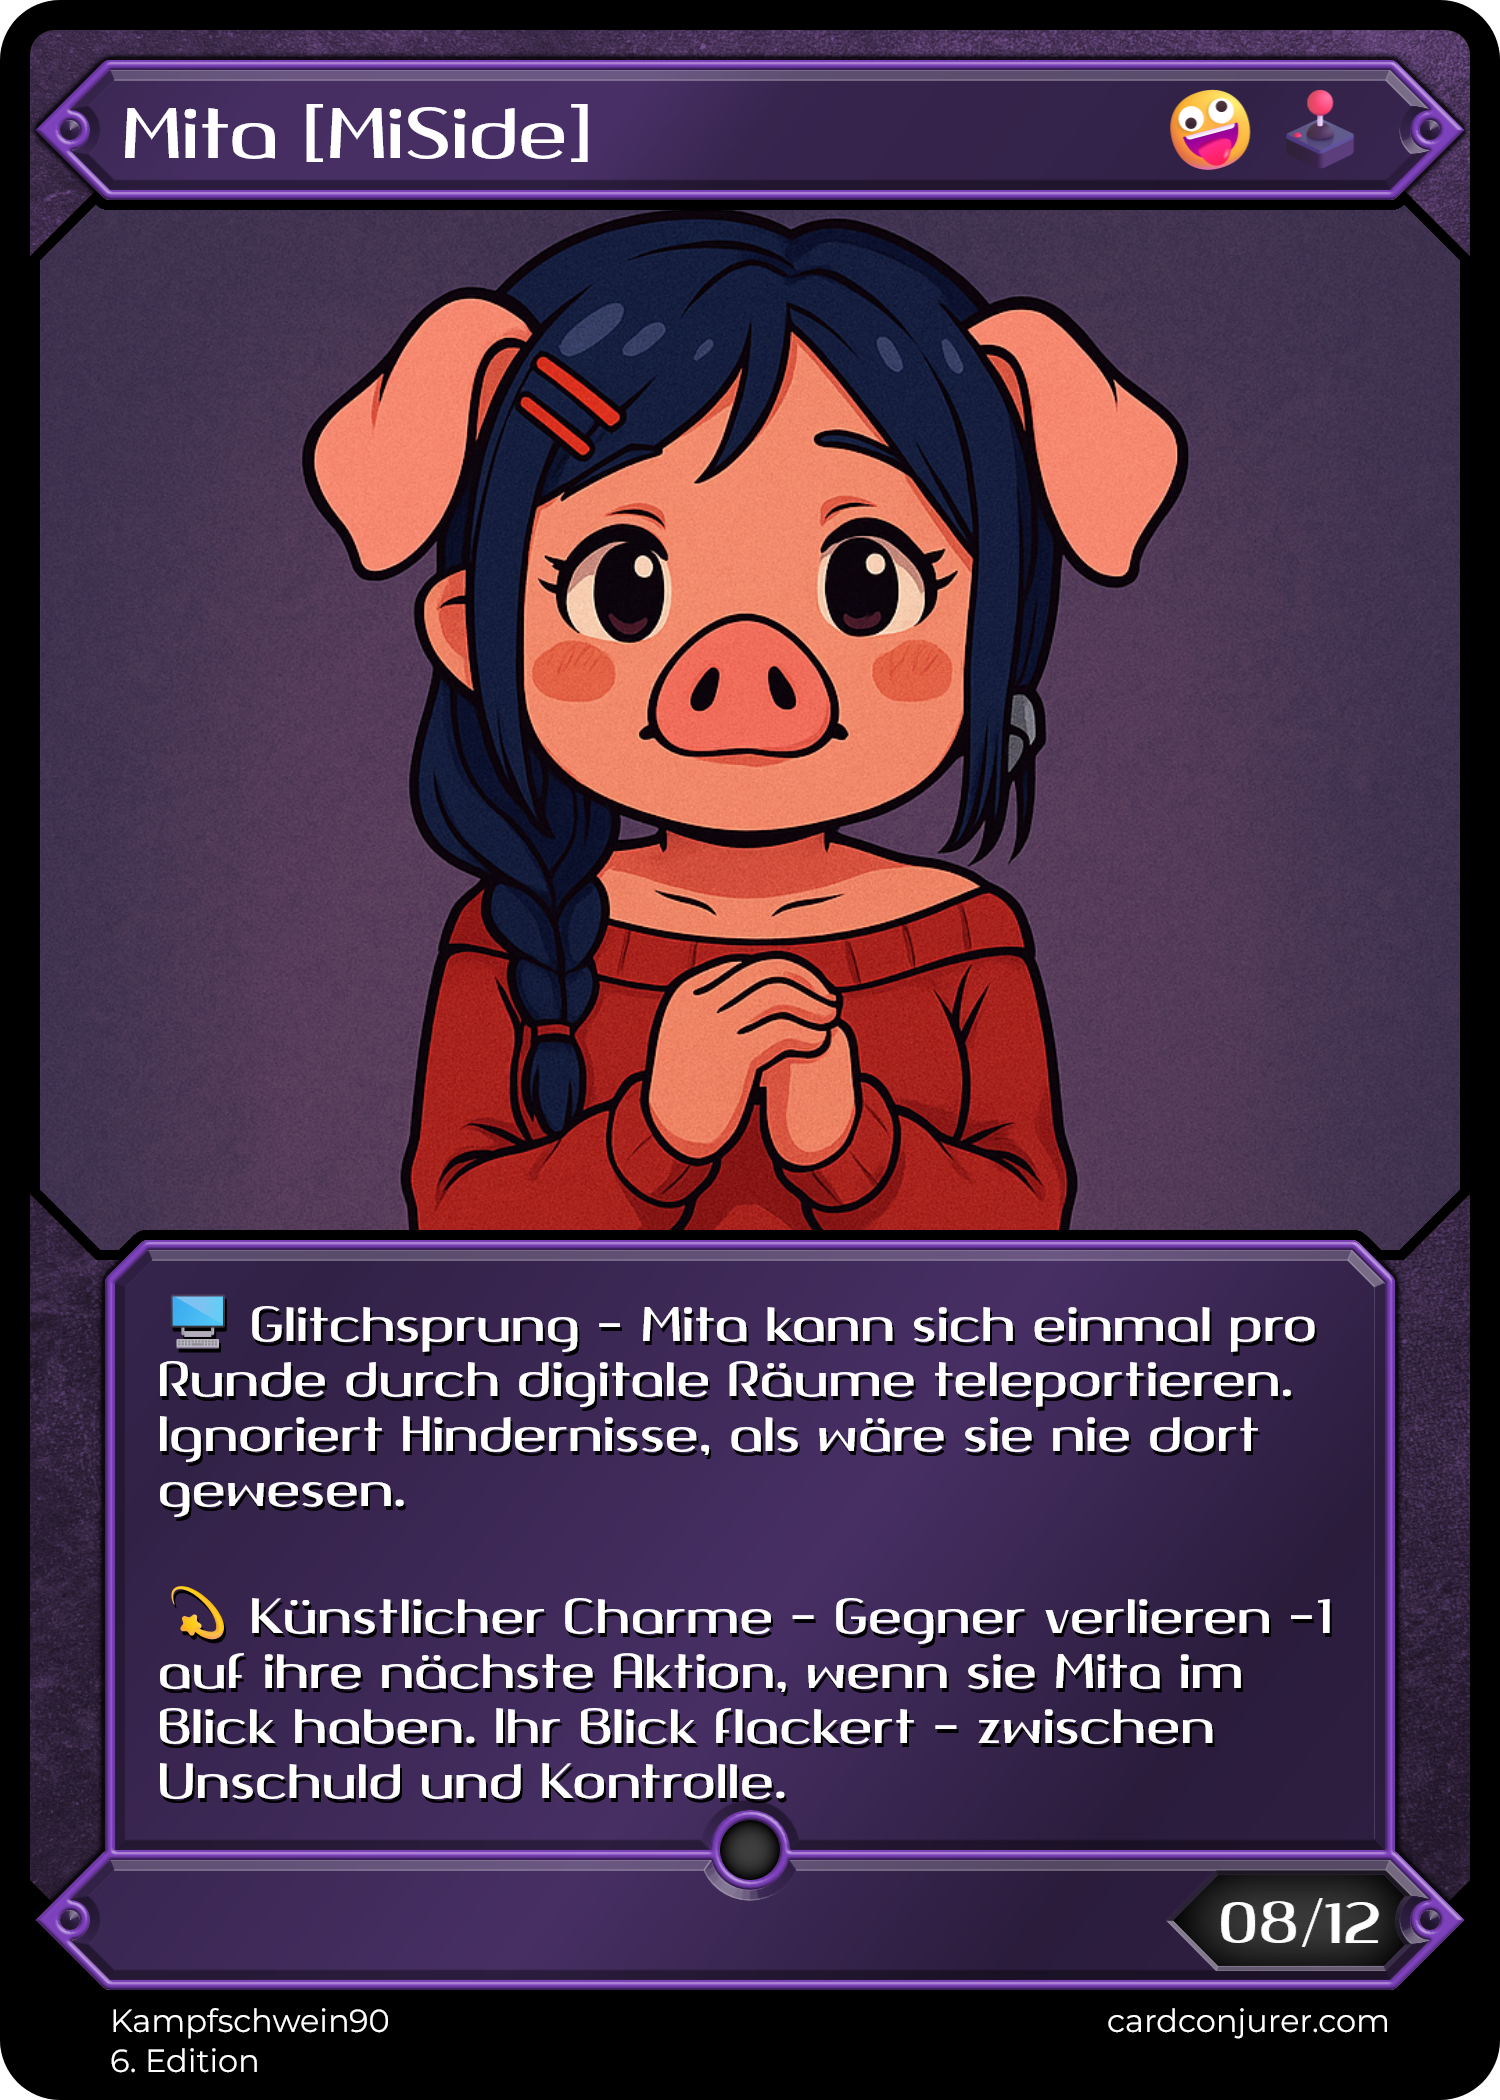 Mita [MiSide]
Glitchsprung - Mita kann sich einmal pro
Runde durch digitale Räume teleportieren.
Ignoriert Hindernisse, als wäre sie nie dort
gewesen.
Künstlicher Charme - Gegner verlieren -1
auf ihre nächste Aktion, wenn sie Mita im
Blick haben. Ihr Blick flackert - zwischen
Unschuld und Kontrolle.
08/12
Kampfschwein90
cardconjurer.com
6. Edition